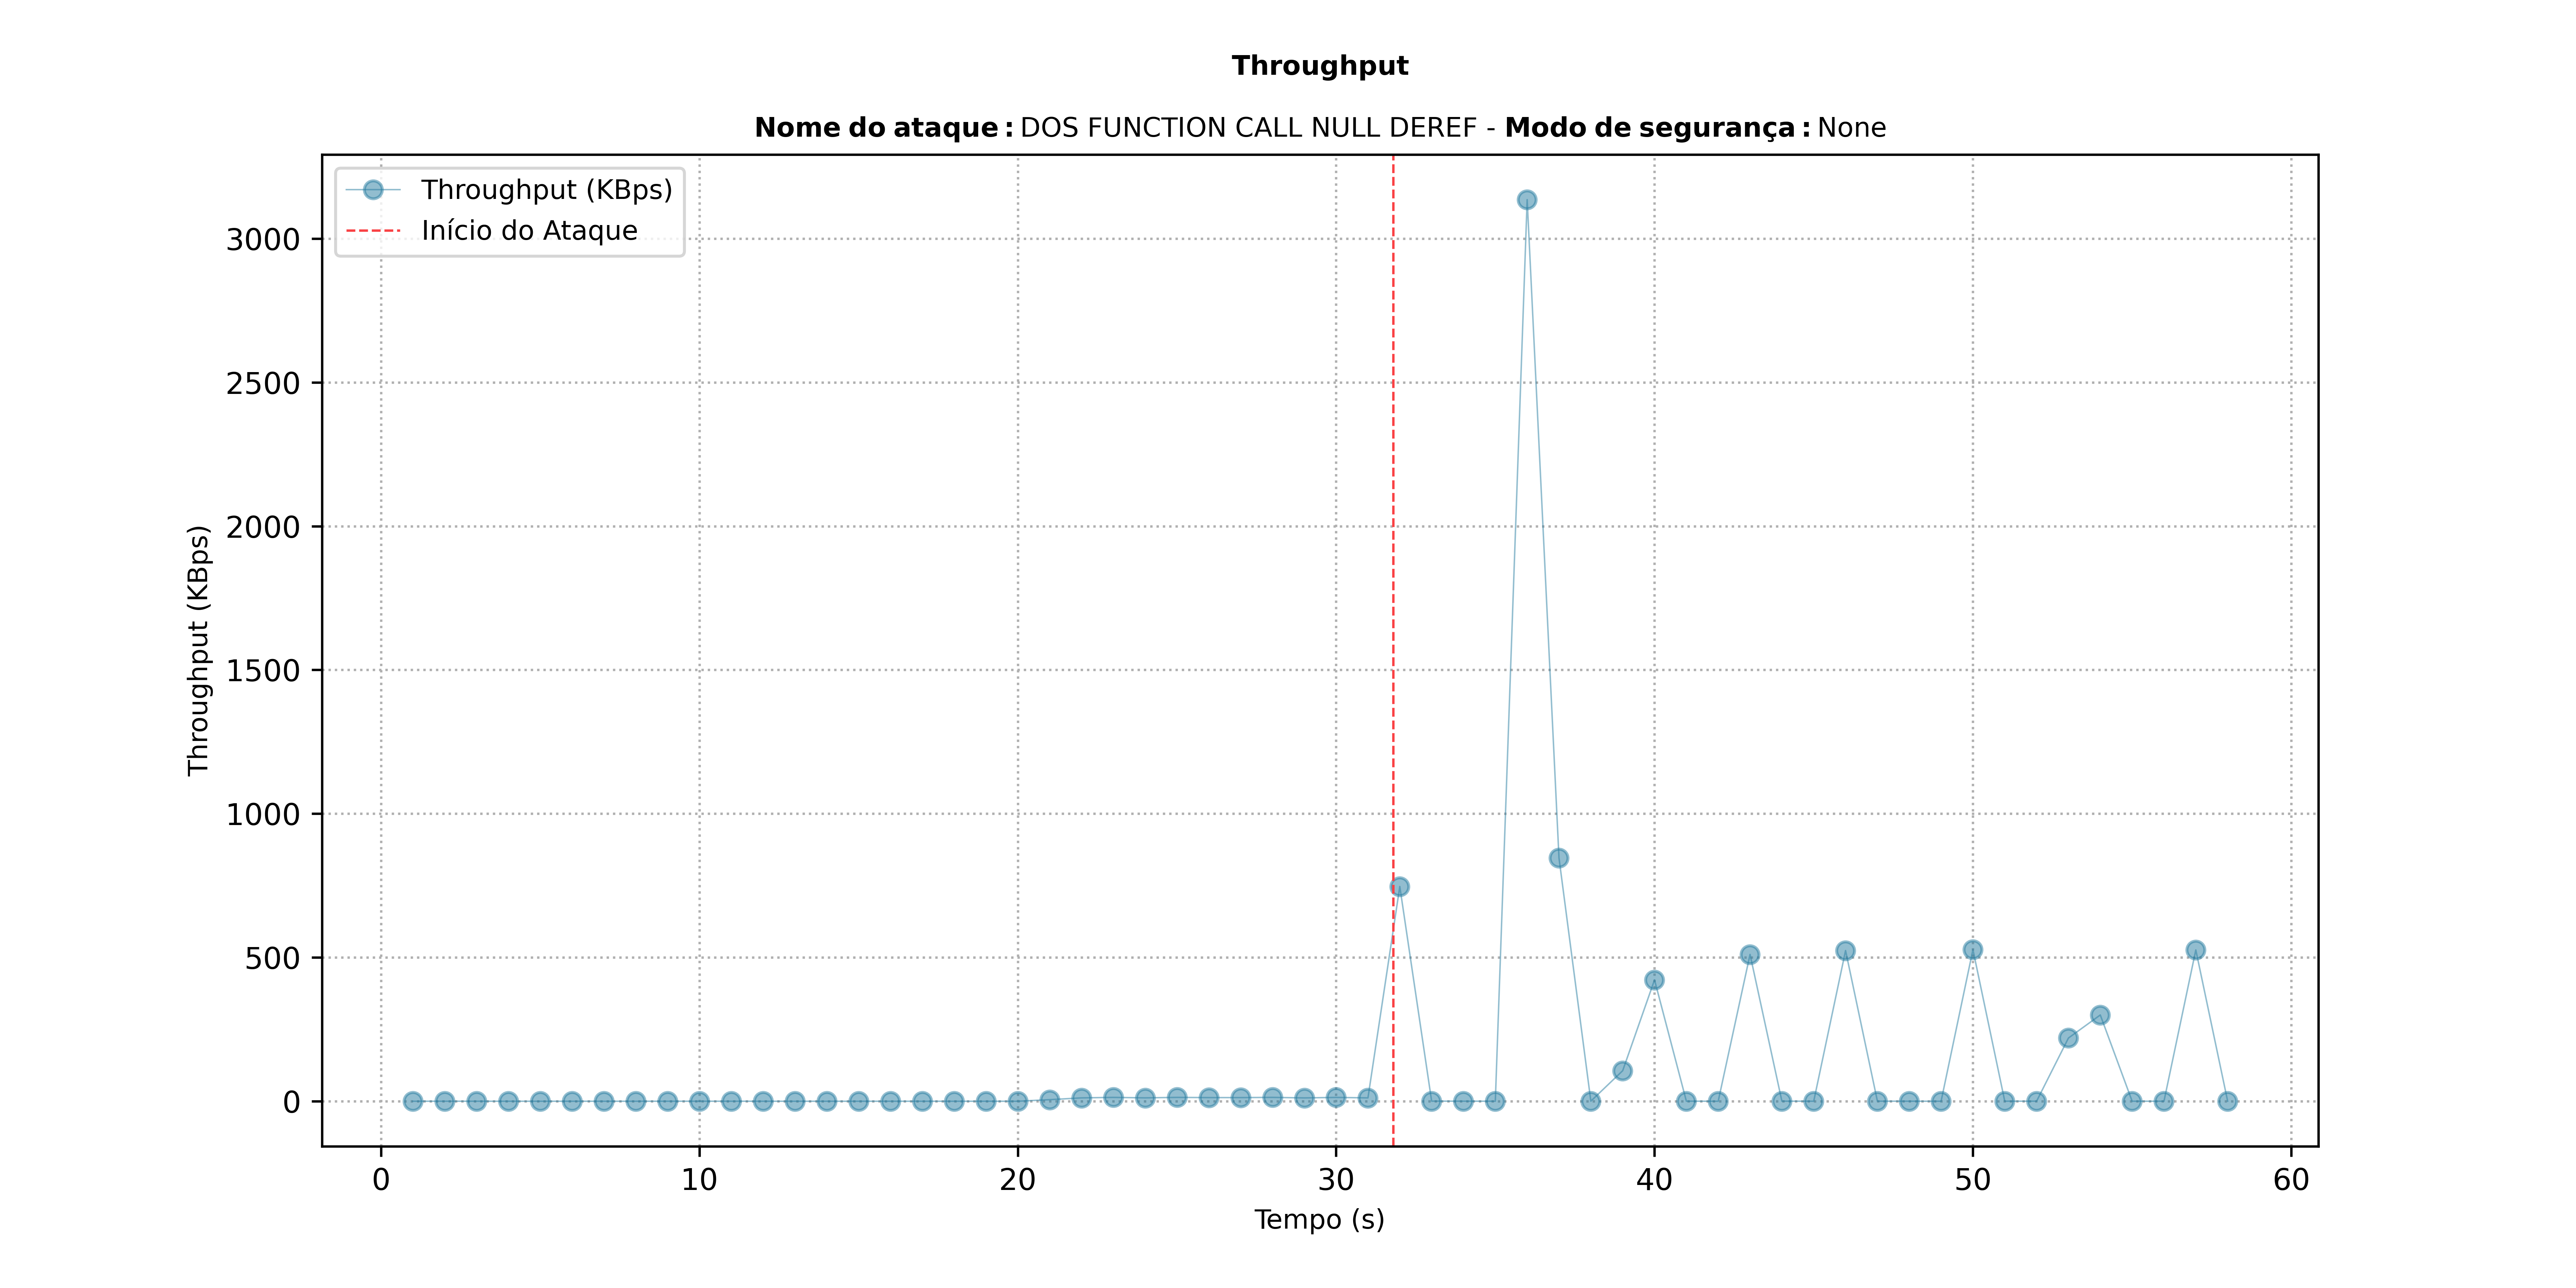 Throughput
Nome do ataque: DOS FUNCTION CALL NULL DEREF - Modo de segurança: None
Throughput (KBps)
Início do Ataque
3000
2500
2000
1500
1000
500
0
Throughput (KBps)
0 10 20 30 40 50 60
Tempo (s)